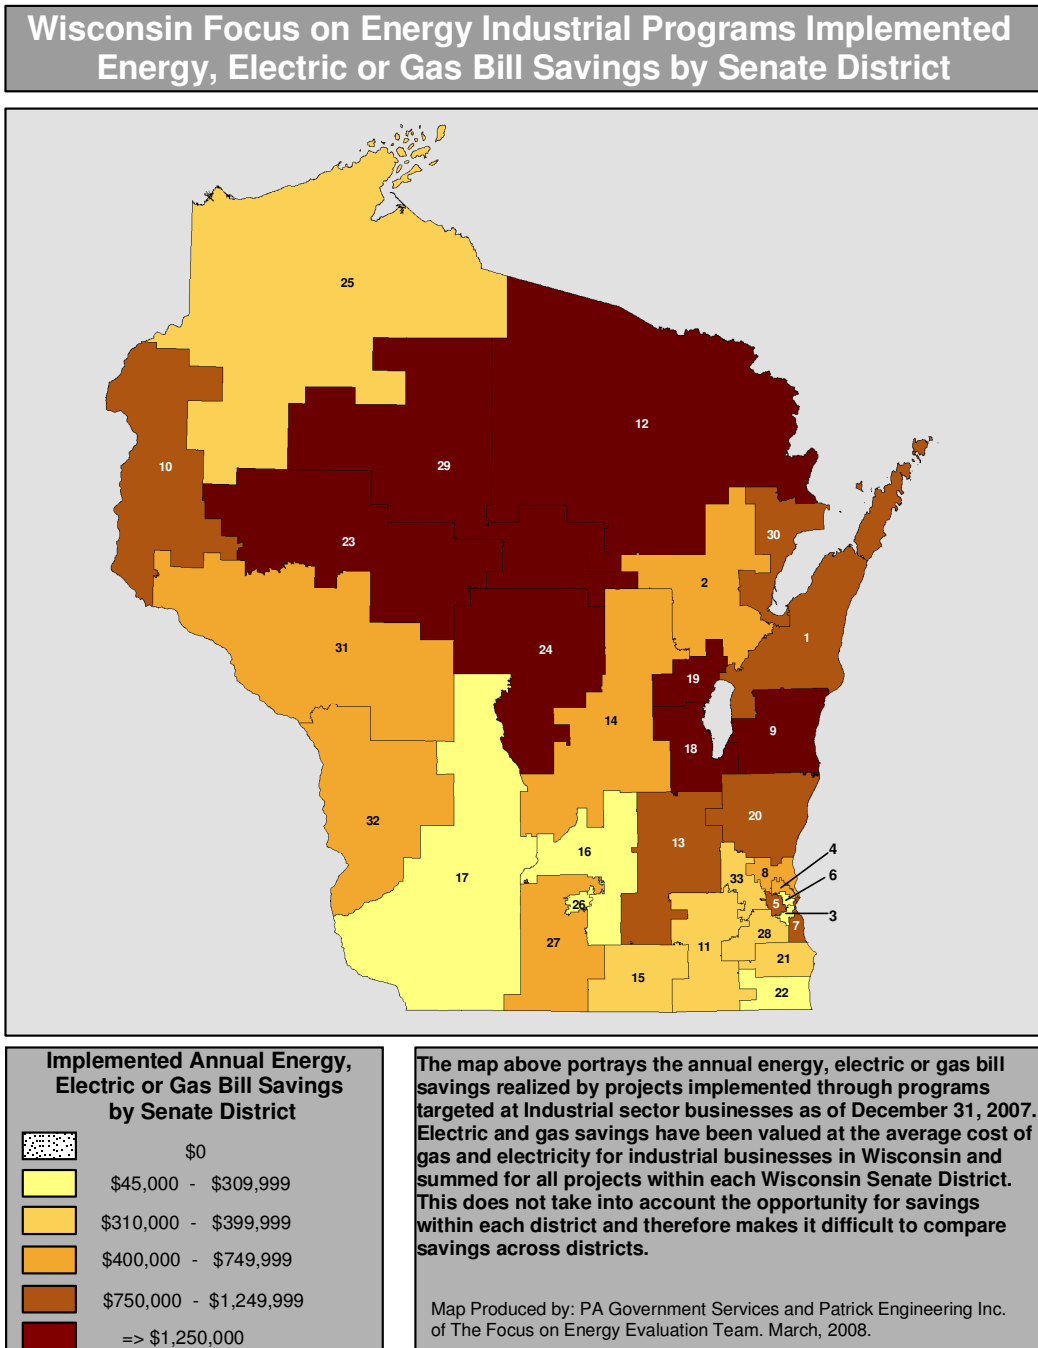 Wisconsin Focus on Energy Industrial Programs Implemented
Energy, Electric or Gas Bill Savings by Senate District
25
12
10
29
30
23
2
1
31
24
19
14
9
18
32
20
13
4
16
8
6
17
33
26
5
3
7
27
28
11
21
15
22
Implemented Annual Energy,
Electric or Gas Bill Savings
by Senate District
$0
$45,000 - $309,999
$310,000 - $399,999
$400,000 - $749,999
$750,000 - $1,249,999
=> $1,250,000
The map above portrays the annual energy, electric or gas bill
savings realized by projects implemented through programs
targeted at Industrial sector businesses as of December 31, 2007.
Electric and gas savings have been valued at the average cost of
gas and electricity for industrial businesses in Wisconsin and
summed for all projects within each Wisconsin Senate District.
This does not take into account the opportunity for savings
within each district and therefore makes it difficult to compare
savings across districts.
Map Produced by: PA Government Services and Patrick Engineering Inc.
of The Focus on Energy Evaluation Team. March, 2008.